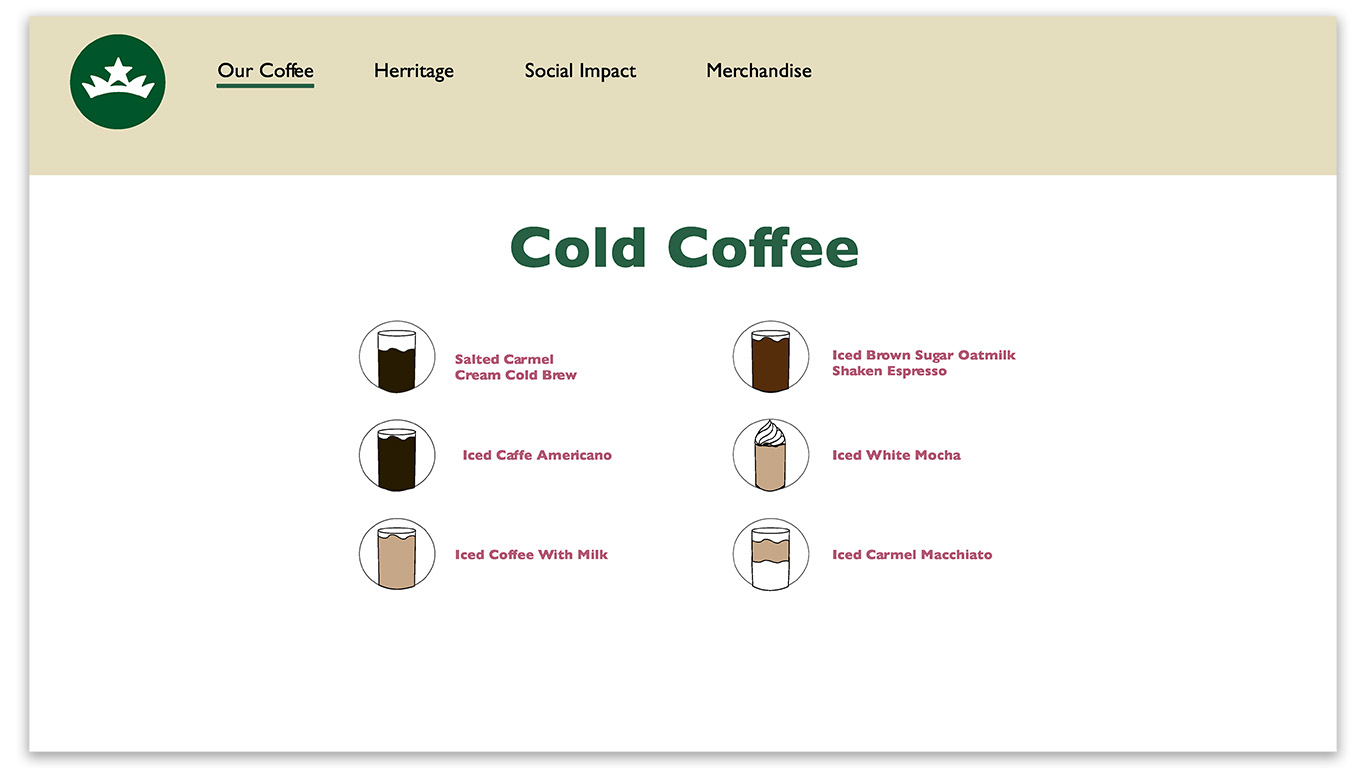 Our Coffee
Herritage
Social Impact
Merchandise
Cold Coffee
Salted Carmel
Cream Cold Brew
Iced Brown Sugar Oatmilk
Shaken Espresso
Iced Caffe Americano
Iced White Mocha
Iced Coffee With Milk
Iced Carmel Macchiato